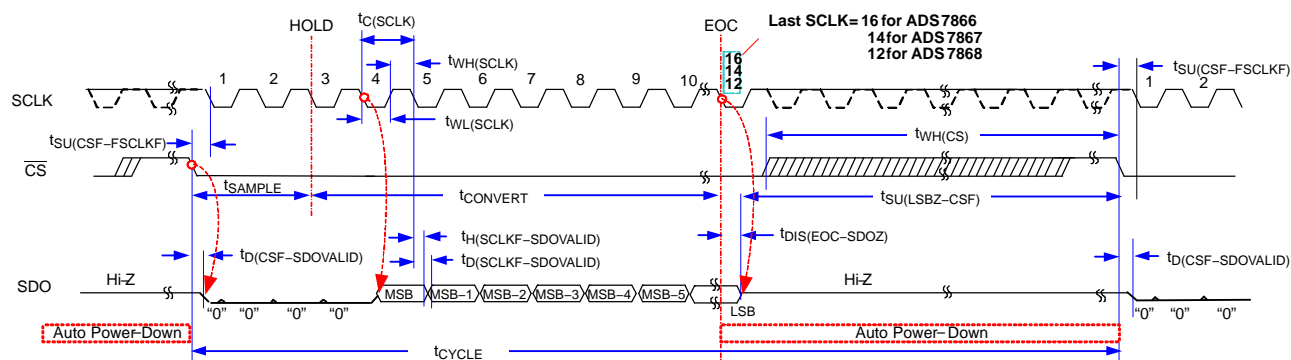 HOLD
EOC
Last SCLK= 16 for ADS7866
14 for ADS7867
12 for ADS7868
tC(SCLK)
tWH(SCLK)
16
14
12
tSU(CSF-FSCLKF)
1 2 3 4 5 6 7 8 9 10 1 2
SCLK
tWL(SCLK)
tSU(CSF-FSCLKF)
tWH(CS)
CS
tSAMPLE
tCONVERT
tSU(LSBZ-CSF)
tH(SCLKF-SDOVALID)
tDIS(EOC-SDOZ)
tD(CSF-SDOVALID)
tD(SCLKF-SDOVALID)
tD(CSF-SDOVALID)
Hi-Z
Hi-Z
SDO
MSB MSB-1 MSB-2 MSB-3 MSB-4 MSB-5
LSB
"0" "0" "0" "0"
"0" "0" "0"
Auto Power-Down
Auto Power-Down
tCYCLE